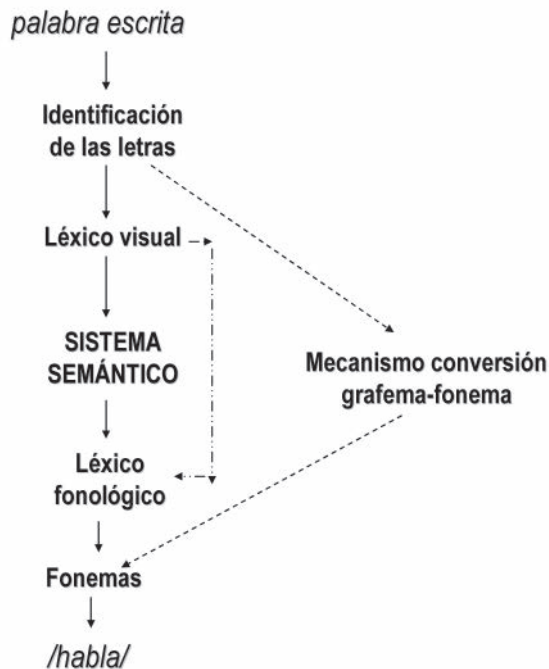 palabra escrita
Identificación
de las letras
Léxico visual
SISTEMA
SEMÁNTICO
Mecanismo conversión
grafema-fonema
Léxico
fonológico
Fonemas
/habla/